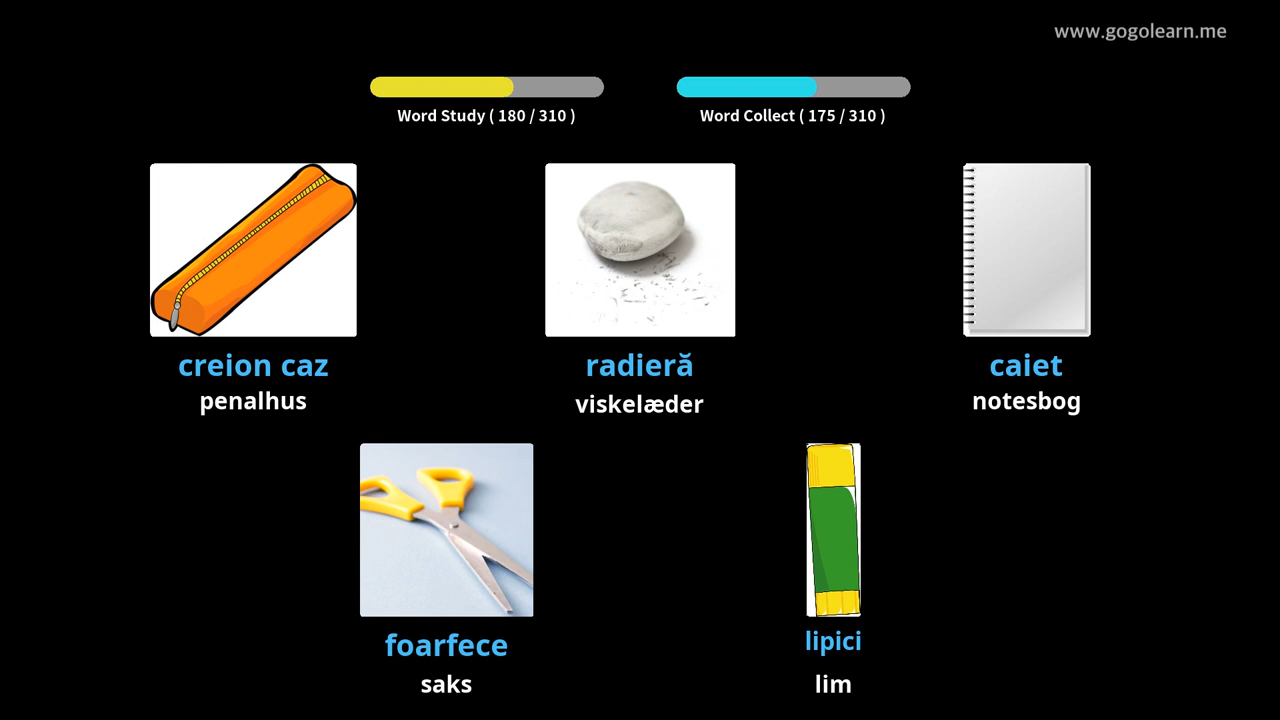 www.gogolearn.me
Word Study ( 180 / 310 )
Word Collect ( 175 / 310 )
creion caz
penalhus
radieră
viskelæder
caiet
notesbog
foarfece
saks
lipici
lim